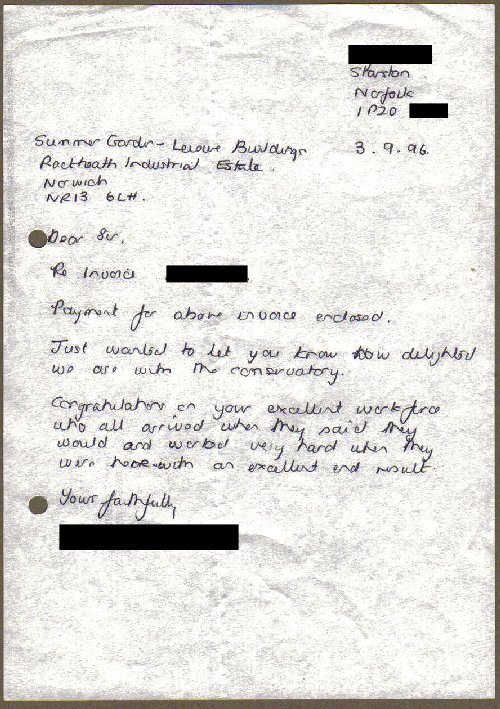 Starston
Norfolk
IP20
Summer Garden Leisure Buildings
3.9.96.
Rackheath Industrial Estate.
Norwich
NR13 6LH.
Dear Sir,
Re Invoice
Payment for above invoice enclosed.
Just wanted to let you know how delighted
we are with the conservatory.
Congratulations on your excellent workforce
who all arrived when they said they
would and worked very hard when they
were here with an excellent end result.
Yours faithfully